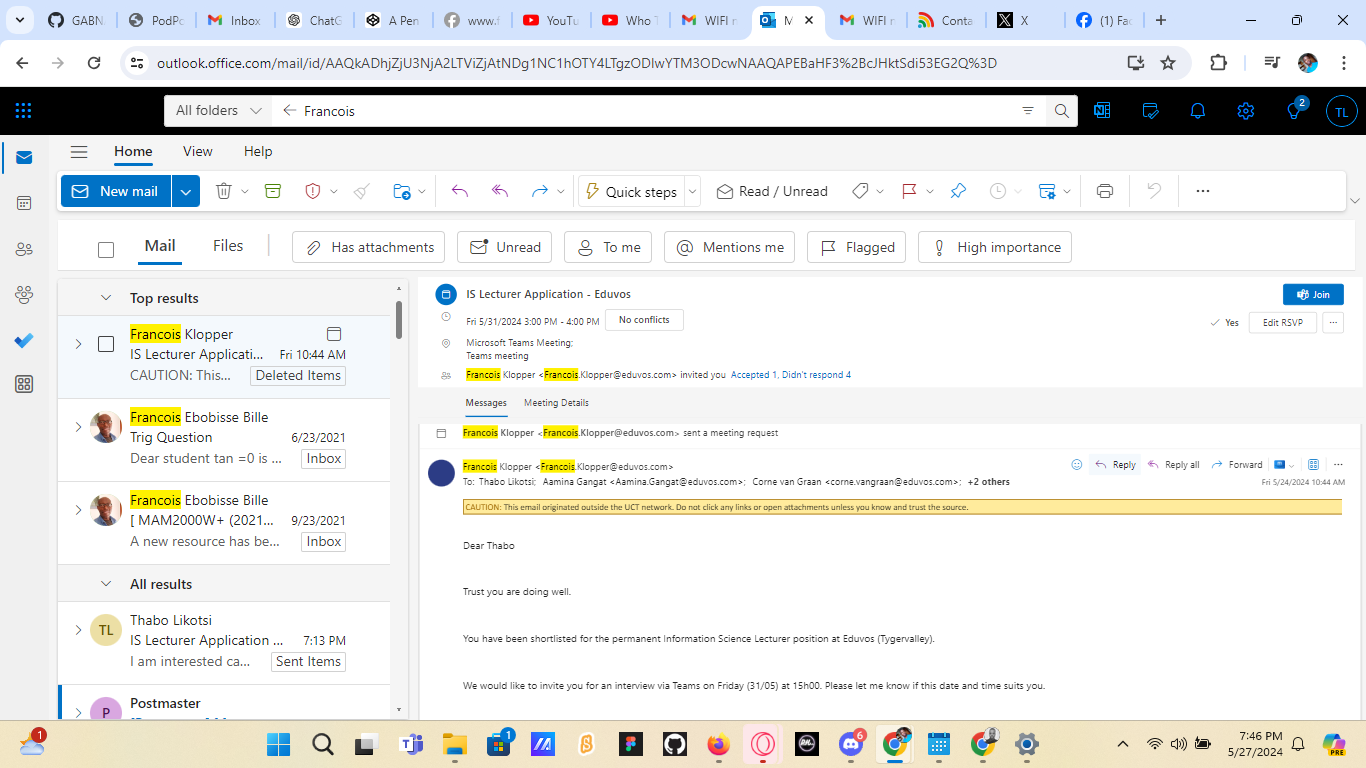 GABN
PodPc
Inbox
ChatG
A Pen
www.f
YouTu
Who T
WIFI n
M
WIFI n
Conta
X
(1) Fac
outlook.office.com/mail/id/AAQkADhjZjU3NjA2LTViZjAtNDg1NC1hOTY4LTgzODIwYTM3ODcwNAAQAPEBaHF3%2BcJHktSdi53EG2Q%3D
All folders
Francois
2
TL
Home View Help
New mail
Quick steps
Read / Unread
Mail Files
Has attachments
Unread
To me
Mentions me
Flagged
High importance
Top results
Francois Klopper
IS Lecturer Applicati... Fri 10:44 AM
CAUTION: This... Deleted Items
Francois Ebobisse Bille
Trig Question 6/23/2021
Dear student tan =0 is ... Inbox
Francois Ebobisse Bille
[ MAM2000W+ (2021... 9/23/2021
A new resource has be... Inbox
All results
TL
Thabo Likotsi
IS Lecturer Application ... 7:13 PM
I am interested ca... Sent Items
P
Postmaster
IS Lecturer Application - Eduvos
Join
Fri 5/31/2024 3:00 PM - 4:00 PM No conflicts
Yes Edit RSVP
Microsoft Teams Meeting;
Teams meeting
Francois Klopper <Francois.Klopper@eduvos.com> invited you Accepted 1, Didn't respond 4
Messages Meeting Details
Francois Klopper <Francois.Klopper@eduvos.com> sent a meeting request
Francois Klopper <Francois.Klopper@eduvos.com>
Reply Reply all Forward
To: Thabo Likotsi; Aamina Gangat <Aamina.Gangat@eduvos.com>; Corne van Graan <corne.vangraan@eduvos.com>; +2 others
Fri 5/24/2024 10:44 AM
CAUTION: This email originated outside the UCT network. Do not click any links or open attachments unless you know and trust the source.
Dear Thabo
Trust you are doing well.
You have been shortlisted for the permanent Information Science Lecturer position at Eduvos (Tygervalley).
We would like to invite you for an interview via Teams on Friday (31/05) at 15h00. Please let me know if this date and time suits you.
1
1
6
PRE
7:46 PM
5/27/2024